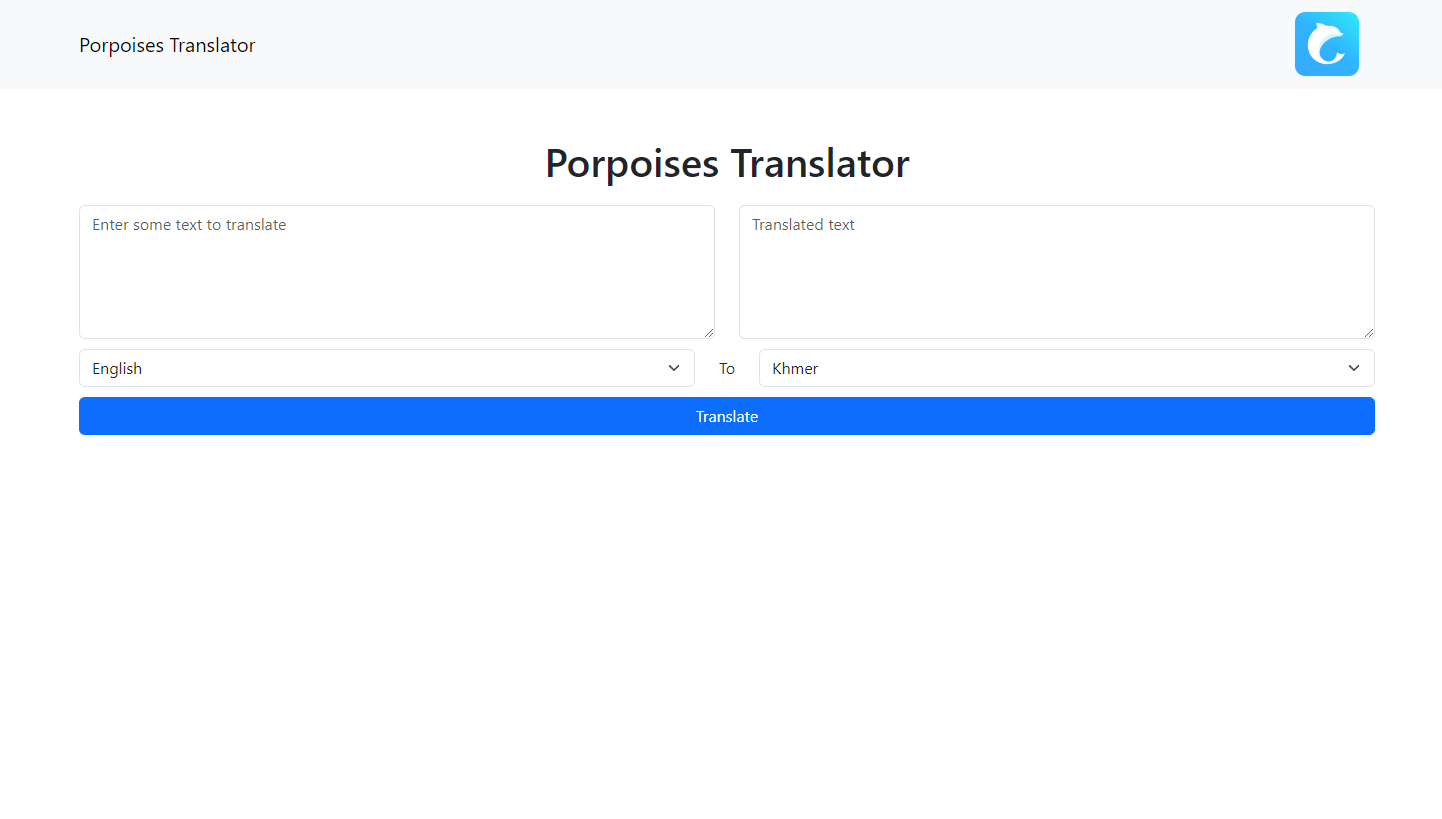 Porpoises Translator
Porpoises Translator
Enter some text to translate
Translated text
English
To
Khmer
Translate